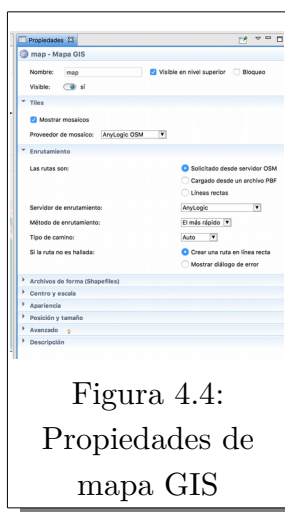 Propiedades
map - Mapa GIS
Nombre: map Visible en nivel superior Bloqueo
Visible: sí
Tiles
Mostrar mosaicos
Proveedor de mosaico: AnyLogic OSM
Enrutamiento
Las rutas son: Solicitado desde servidor OSM
Cargado desde un archivo PBF
Líneas rectas
Servidor de enrutamiento: AnyLogic
Método de enrutamiento: El más rápido
Tipo de camino: Auto
Si la ruta no es hallada: Crear una ruta en línea recta
Mostrar diálogo de error
Archivos de forma (Shapefiles)
Centro y escala
Apariencia
Posición y tamaño
Avanzado
Descripción
Figura 4.4:
Propiedades de
mapa GIS